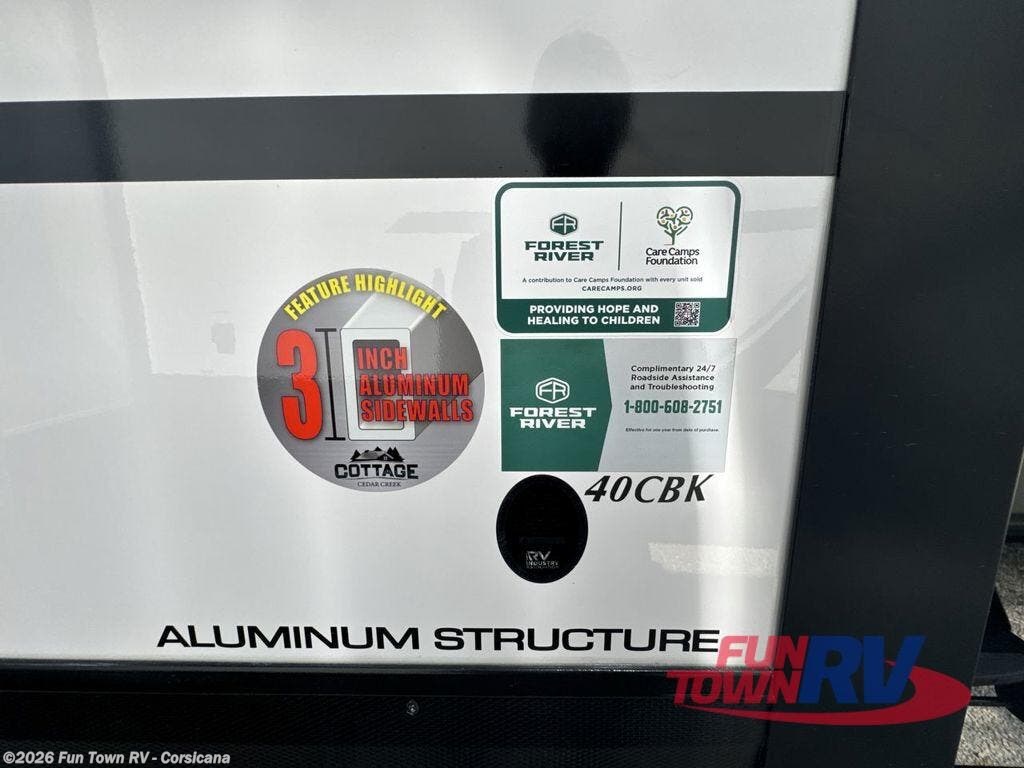 FOREST
RIVER
Care Camps
Foundation
A contribution to Care Camps Foundation with every unit sold
CARECAMPS.ORG
PROVIDING HOPE AND
HEALING TO CHILDREN
FEATURE HIGHLIGHT
3 INCH
ALUMINUM
SIDEWALLS
COTTAGE
CEDAR CREEK
FR
FOREST
RIVER
Complimentary 24/7
Roadside Assistance
and Troubleshooting
1-800-608-2751
Effective for one year from date of purchase.
40CBK
RV
INDUSTRY
ALUMINUM STRUCTURE
FUN
TOWN RV
©2026 Fun Town RV - Corsicana